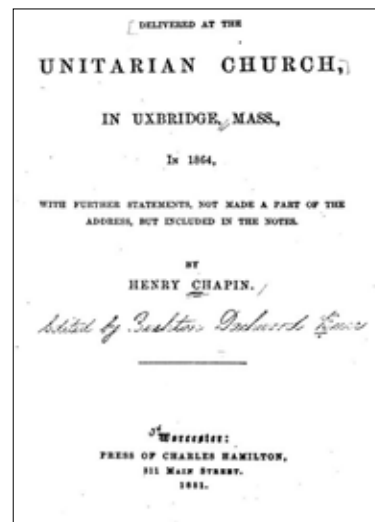 DELIVERED AT THE
UNITARIAN CHURCH,
IN UXBRIDGE, MASS.,
IN 1864,
WITH FURTHER STATEMENTS, NOT MADE A PART OF THE
ADDRESS, BUT INCLUDED IN THE NOTES.
BY
HENRY CHAPIN.
Edited by
Worcester:
PRESS OF CHARLES HAMILTON,
311 MAIN STREET.
1881.